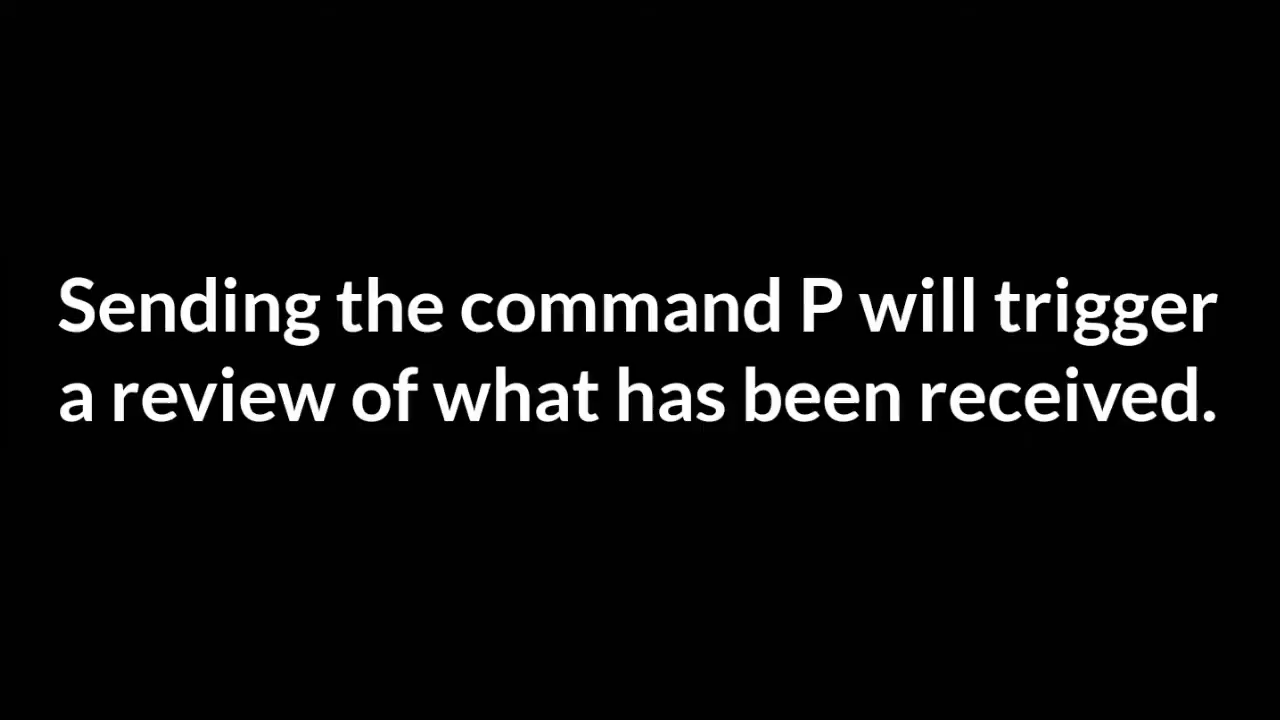 Sending the command P will trigger
a review of what has been received.